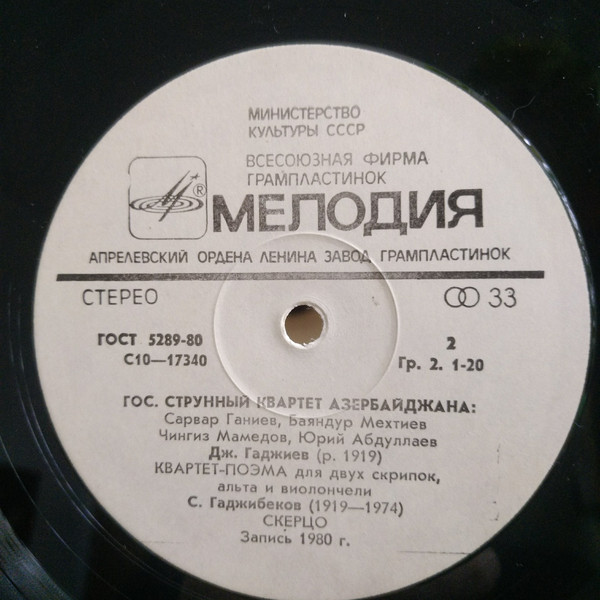 МИНИСТЕРСТВО
КУЛЬТУРЫ СССР
ВСЕСОЮЗНАЯ ФИРМА
ГРАМПЛАСТИНОК
®
МЕЛОДИЯ
АПРЕЛЕВСКИЙ ОРДЕНА ЛЕНИНА ЗАВОД ГРАМПЛАСТИНОК
СТЕРЕО 33
ГОСТ 5289-80 2
С10—17340 Гр. 2. 1-20
ГОС. СТРУННЫЙ КВАРТЕТ АЗЕРБАЙДЖАНА:
Сарвар Ганиев, Баяндур Мехтиев
Чингиз Мамедов, Юрий Абдуллаев
Дж. Гаджиев (р. 1919)
КВАРТЕТ-ПОЭМА для двух скрипок,
альта и виолончели
С. Гаджибеков (1919—1974)
СКЕРЦО
Запись 1980 г.